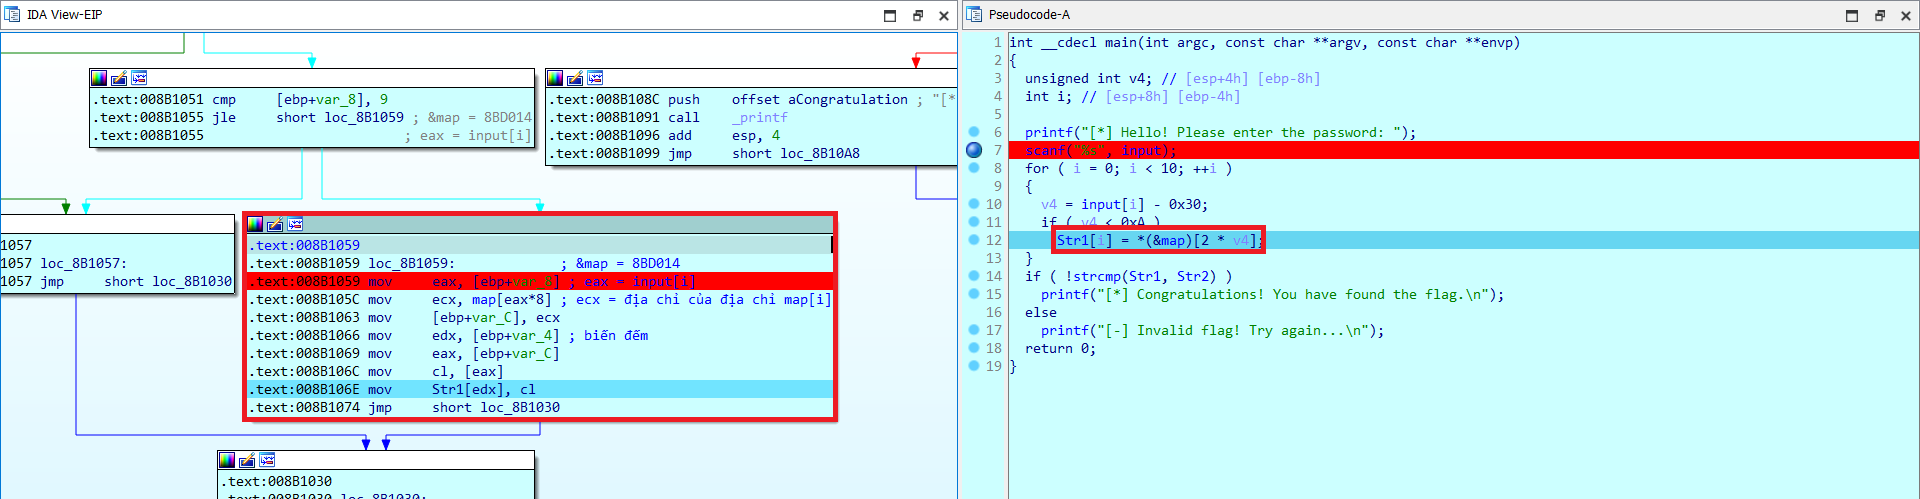 IDA View-EIP
.text:008B1051 cmp [ebp+var_8], 9
.text:008B1055 jle short loc_8B1059 ; &map = 8BD014
.text:008B1055 ; eax = input[i]
.text:008B108C push offset aCongratulation ; "[*
.text:008B1091 call _printf
.text:008B1096 add esp, 4
.text:008B1099 jmp short loc_8B10A8
1057
1057 loc_8B1057:
1057 jmp short loc_8B1030
.text:008B1059
.text:008B1059 loc_8B1059: ; &map = 8BD014
.text:008B1059 mov eax, [ebp+var_8] ; eax = input[i]
.text:008B105C mov ecx, map[eax*8] ; ecx = địa chỉ của địa chỉ map[i]
.text:008B1063 mov [ebp+var_C], ecx
.text:008B1066 mov edx, [ebp+var_4] ; biến đếm
.text:008B1069 mov eax, [ebp+var_C]
.text:008B106C mov cl, [eax]
.text:008B106E mov Str1[edx], cl
.text:008B1074 jmp short loc_8B1030
.text:008B1030
.text:008B1030 loc_8B1030:
Pseudocode-A
1 int __cdecl main(int argc, const char **argv, const char **envp)
2 {
3 unsigned int v4; // [esp+4h] [ebp-8h]
4 int i; // [esp+8h] [ebp-4h]
5
6 printf("[*] Hello! Please enter the password: ");
7 scanf("%s", input);
8 for ( i = 0; i < 10; ++i )
9 {
10 v4 = input[i] - 0x30;
11 if ( v4 < 0xA )
12 Str1[i] = *(&map)[2 * v4];
13 }
14 if ( !strcmp(Str1, Str2) )
15 printf("[*] Congratulations! You have found the flag.\n");
16 else
17 printf("[-] Invalid flag! Try again...\n");
18 return 0;
19 }